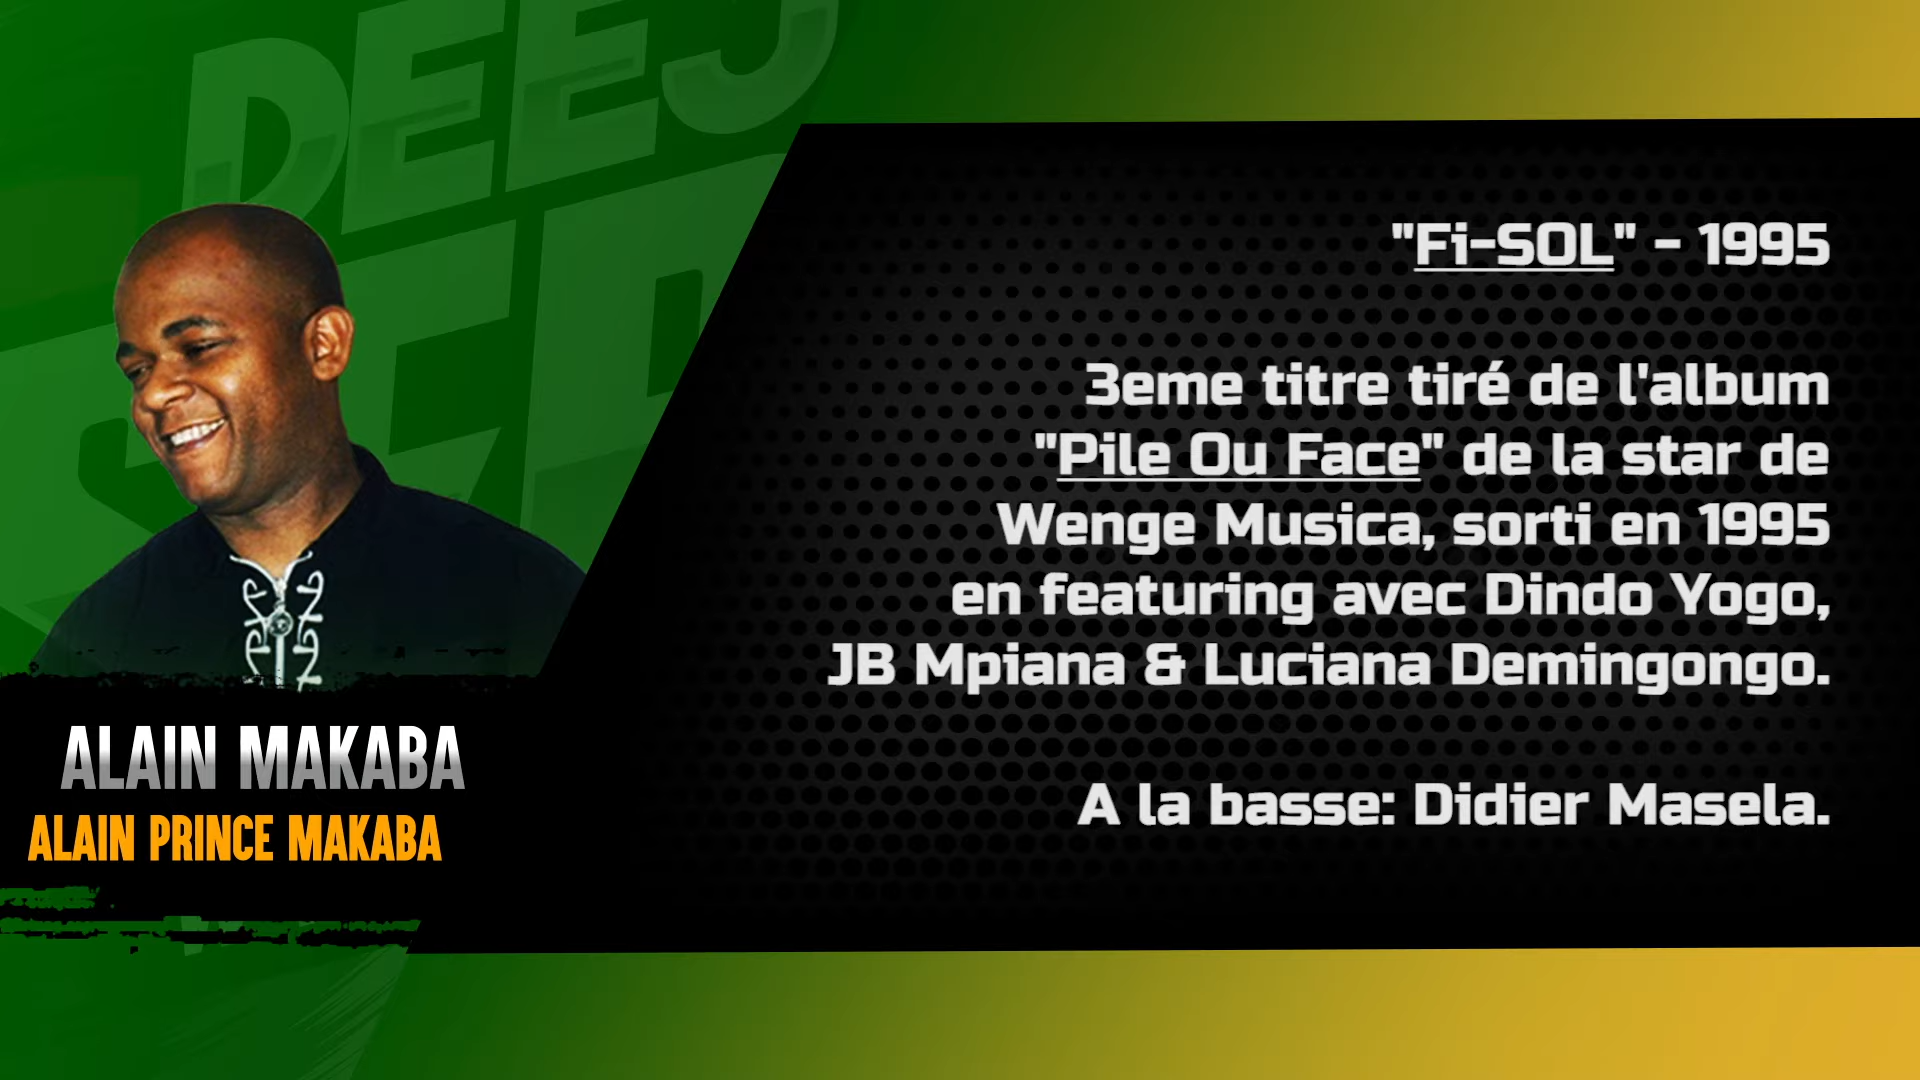 DEEJ
"Fi-SOL" - 1995
3eme titre tiré de l'album
"Pile Ou Face" de la star de
Wenge Musica, sorti en 1995
en featuring avec Dindo Yogo,
JB Mpiana & Luciana Demingongo.
A la basse: Didier Masela.
ALAIN MAKABA
ALAIN PRINCE MAKABA